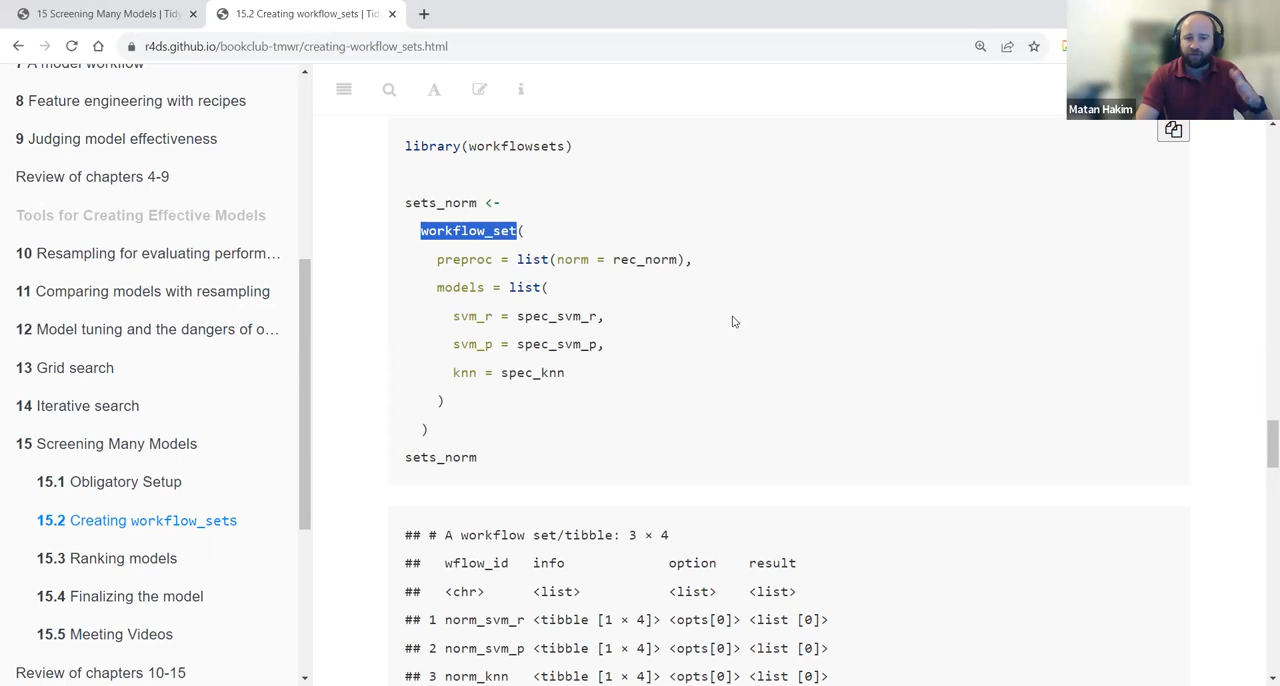 15 Screening Many Models | Tidy
15.2 Creating workflow_sets | Tid
r4ds.github.io/bookclub-tmwr/creating-workflow_sets.html
Matan Hakim
7 A model workflow
8 Feature engineering with recipes
9 Judging model effectiveness
Review of chapters 4-9
Tools for Creating Effective Models
10 Resampling for evaluating perform…
11 Comparing models with resampling
12 Model tuning and the dangers of o…
13 Grid search
14 Iterative search
15 Screening Many Models
15.1 Obligatory Setup
15.2 Creating workflow_sets
15.3 Ranking models
15.4 Finalizing the model
15.5 Meeting Videos
Review of chapters 10-15
library(workflowsets)
sets_norm <-
workflow_set(
preproc = list(norm = rec_norm),
models = list(
svm_r = spec_svm_r,
svm_p = spec_svm_p,
knn = spec_knn
)
)
sets_norm
## # A workflow set/tibble: 3 × 4
## wflow_id info option result
## <chr> <list> <list> <list>
## 1 norm_svm_r <tibble [1 × 4]> <opts[0]> <list [0]>
## 2 norm_svm_p <tibble [1 × 4]> <opts[0]> <list [0]>
## 3 norm_knn <tibble [1 × 4]> <opts[0]> <list [0]>